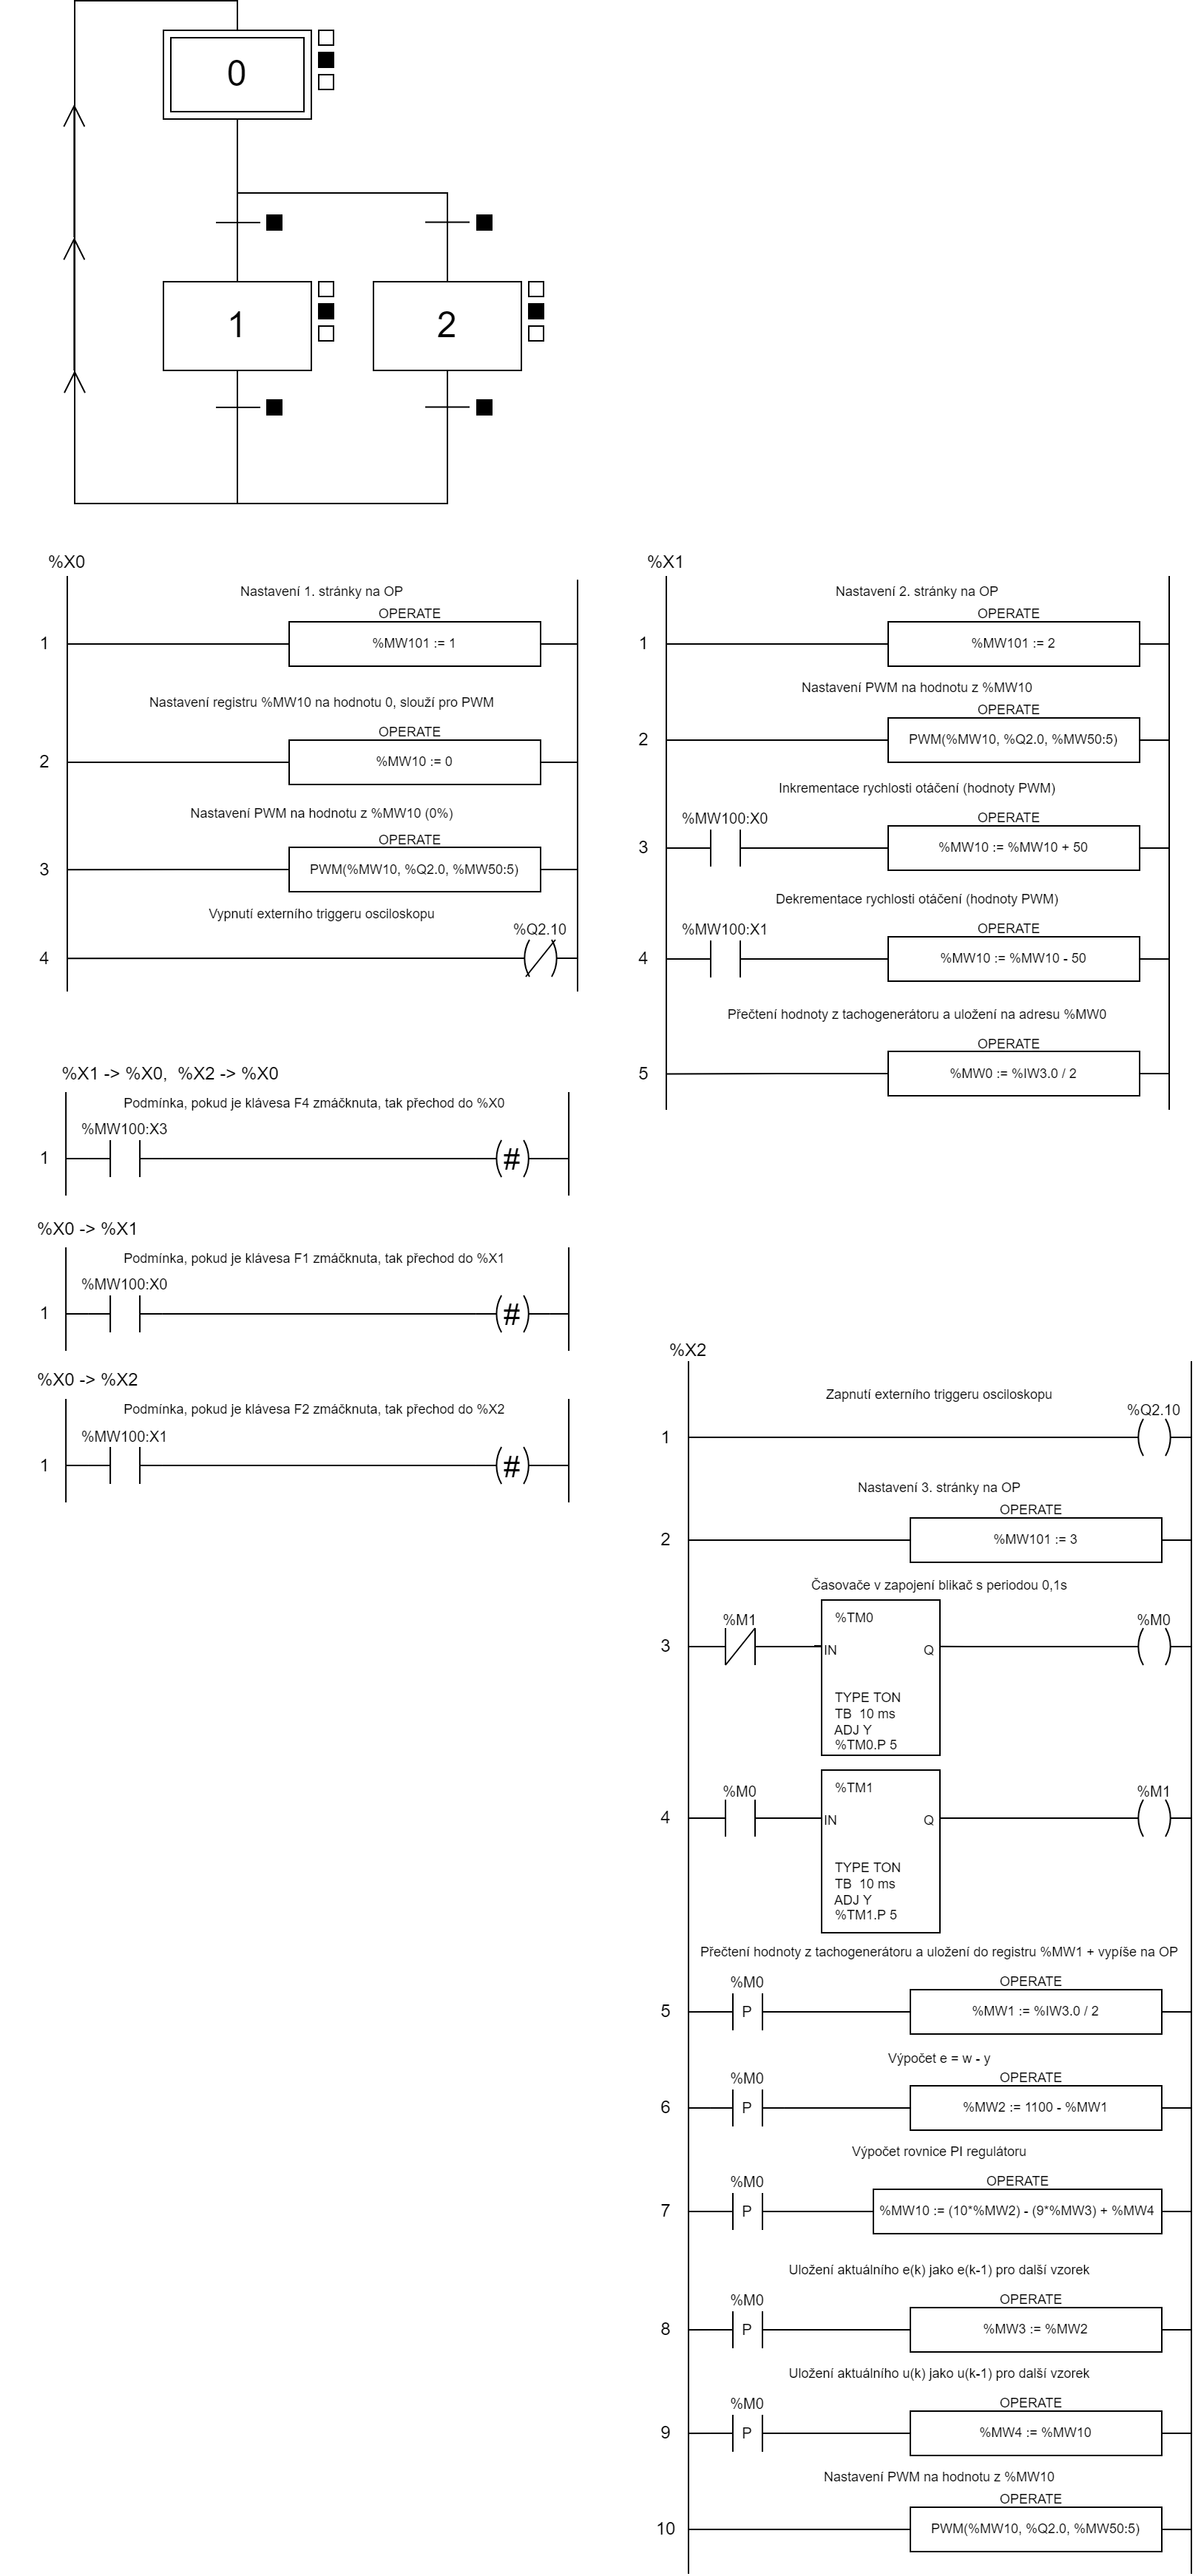 0
1
2
%X0
Nastavení 1. stránky na OP
OPERATE
1
%MW101 := 1
Nastavení registru %MW10 na hodnotu 0, slouží pro PWM
OPERATE
2
%MW10 := 0
Nastavení PWM na hodnotu z %MW10 (0%)
OPERATE
3
PWM(%MW10, %Q2.0, %MW50:5)
Vypnutí externího triggeru osciloskopu
%Q2.10
4
%X1
Nastavení 2. stránky na OP
OPERATE
1
%MW101 := 2
Nastavení PWM na hodnotu z %MW10
OPERATE
2
PWM(%MW10, %Q2.0, %MW50:5)
Inkrementace rychlosti otáčení (hodnoty PWM)
%MW100:X0
OPERATE
3
%MW10 := %MW10 + 50
Dekrementace rychlosti otáčení (hodnoty PWM)
%MW100:X1
OPERATE
4
%MW10 := %MW10 - 50
Přečtení hodnoty z tachogenerátoru a uložení na adresu %MW0
OPERATE
5
%MW0 := %IW3.0 / 2
%X1 -> %X0, %X2 -> %X0
Podmínka, pokud je klávesa F4 zmáčknuta, tak přechod do %X0
%MW100:X3
1
#
%X0 -> %X1
Podmínka, pokud je klávesa F1 zmáčknuta, tak přechod do %X1
%MW100:X0
1
#
%X0 -> %X2
Podmínka, pokud je klávesa F2 zmáčknuta, tak přechod do %X2
%MW100:X1
1
#
%X2
Zapnutí externího triggeru osciloskopu
%Q2.10
1
Nastavení 3. stránky na OP
OPERATE
2
%MW101 := 3
Časovače v zapojení blikač s periodou 0,1s
%M1
%TM0
%M0
3
IN
Q
TYPE TON
TB 10 ms
ADJ Y
%TM0.P 5
%M0
%TM1
%M1
4
IN
Q
TYPE TON
TB 10 ms
ADJ Y
%TM1.P 5
Přečtení hodnoty z tachogenerátoru a uložení do registru %MW1 + vypíše na OP
%M0
OPERATE
5
P
%MW1 := %IW3.0 / 2
Výpočet e = w - y
%M0
OPERATE
6
P
%MW2 := 1100 - %MW1
Výpočet rovnice PI regulátoru
%M0
OPERATE
7
P
%MW10 := (10*%MW2) - (9*%MW3) + %MW4
Uložení aktuálního e(k) jako e(k-1) pro další vzorek
%M0
OPERATE
8
P
%MW3 := %MW2
Uložení aktuálního u(k) jako u(k-1) pro další vzorek
%M0
OPERATE
9
P
%MW4 := %MW10
Nastavení PWM na hodnotu z %MW10
OPERATE
10
PWM(%MW10, %Q2.0, %MW50:5)